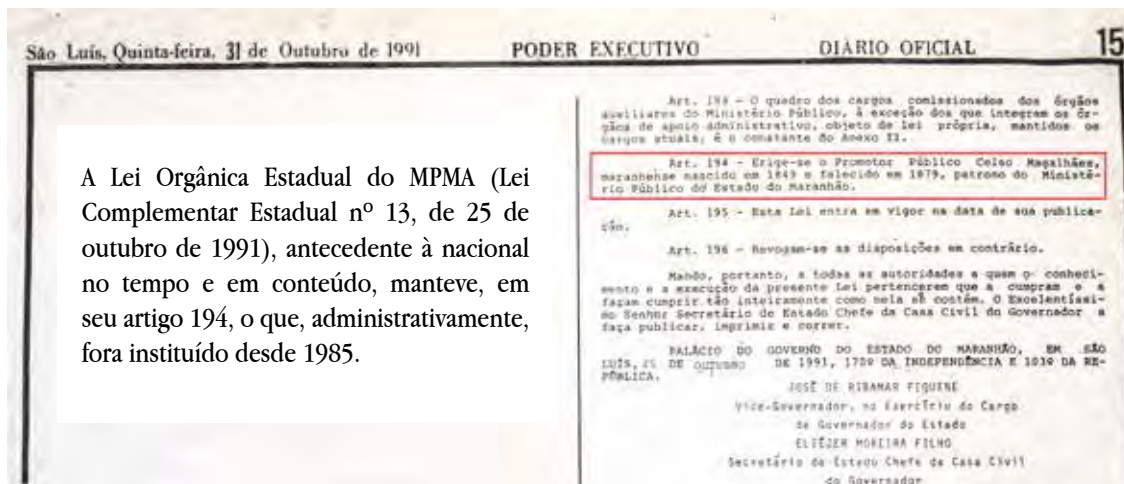 São Luís, Quinta-feira, 31 de Outubro de 1991 PODER EXECUTIVO DIARIO OFICIAL 15
A Lei Orgânica Estadual do MPMA (Lei
Complementar Estadual nº 13, de 25 de
outubro de 1991), antecedente à nacional
no tempo e em conteúdo, manteve, em
seu artigo 194, o que, administrativamente,
fora instituído desde 1985.
Art. 193 - O quadro dos cargos comissionados dos órgãos
auxiliares do Ministério Público, à exceção dos que integram os ór-
gãos de apoio administrativo, objeto de lei própria, mantidos os
cargos atuais, é o constante do Anexo II.
Art. 194 - Erige-se o Promotor Público Celso Magalhães,
maranhense nascido em 1849 e falecido em 1879, patrono do Ministé-
rio Público do Estado do Maranhão.
Art. 195 - Esta Lei entra em vigor na data de sua publica-
ção.
Art. 196 - Revogam-se as disposições em contrário.
Mando, portanto, a todas as autoridades a quem o conheci-
mento e a execução da presente Lei pertencerem que a cumpram e a
façam cumprir tão inteiramente como nela se contém. O Excelentíssi-
mo Senhor Secretário de Estado Chefe da Casa Civil do Governador a
faça publicar, imprimir e correr.
PALÁCIO DO GOVERNO DO ESTADO DO MARANHÃO, EM SÃO
LUÍS, 25 DE OUTUBRO DE 1991, 170º DA INDEPENDÊNCIA E 103º DA RE-
PÚBLICA.
JOSÉ DE RIBAMAR FIQUENE
Vice-Governador, no Exercício do Cargo
de Governador do Estado
ELIÉZER MOREIRA FILHO
Secretário de Estado Chefe da Casa Civil
do Governador